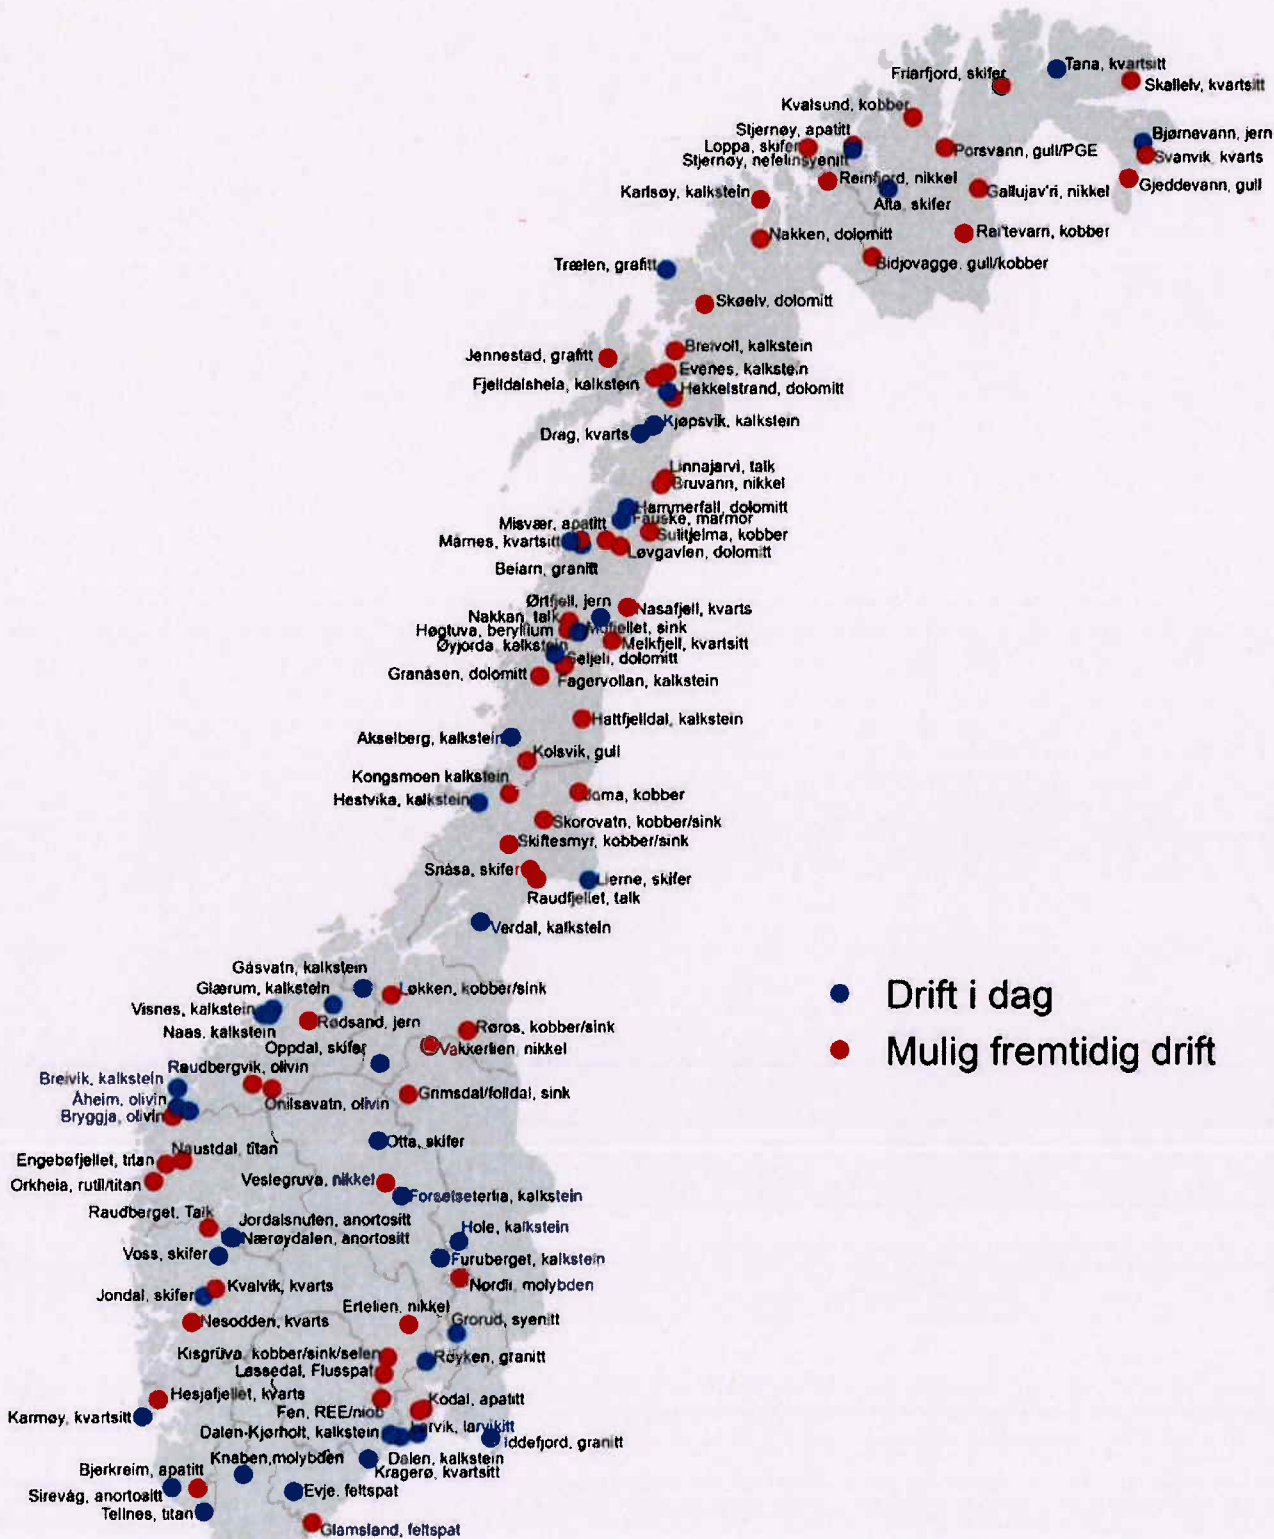 Friarfjord, skifer
Tana, kvartsitt
Skallelv, kvartsitt
Kvalsund, kobber
Stjernøy, apatitt
Loppa, skifer
Stjernøy, nefelinsyenitt
Bjørnevann, jern
Porsvann, gull/PGE
Svanvik, kvarts
Reinfjord, nikkel
Gjeddevann, gull
Karlsøy, kalkstein
Alta, skifer
Gallujav'ri, nikkel
Nakken, dolomitt
Raitevarri, kobber
Trælen, grafitt
Bidjovagge, gull/kobber
Skøelv, dolomitt
Breivoll, kalkstein
Jennestad, grafitt
Evenes, kalkstein
Fjelldalsheia, kalkstein
Hekkelstrand, dolomitt
Kjøpsvik, kalkstein
Drag, kvarts
Linnajarvi, talk
Bruvann, nikkel
Hammerfall, dolomitt
Fauske, marmor
Misvær, apatitt
Sulitjelma, kobber
Mårnes, kvartsitt
Løvgavlen, dolomitt
Beiarn, granitt
Ørtfjell, jern
Nasafjell, kvarts
Nakkan, talk
Høgtuva, beryllium
Mofjellet, sink
Øyjorda, kalkstein
Melkfjell, kvartsitt
Seljeli, dolomitt
Granåsen, dolomitt
Fagervollan, kalkstein
Hattfjelldal, kalkstein
Akselberg, kalkstein
Kolsvik, gull
Kongsmoen kalkstein
Hestvika, kalkstein
Joma, kobber
Skorovatn, kobber/sink
Skiftesmyr, kobber/sink
Snåsa, skifer
Lierne, skifer
Raudfjellet, talk
Verdal, kalkstein
Gåsvatn, kalkstein
Glærum, kalkstein
Løkken, kobber/sink
Drift i dag
Visnes, kalkstein
Rødsand, jern
Røros, kobber/sink
Naas, kalkstein
Mulig fremtidig drift
Oppdal, skifer
Vakkerlien, nikkel
Raudbergvik, olivin
Breivik, kalkstein
Grimsdal/folldal, sink
Åheim, olivin
Onilsavatn, olivin
Bryggja, olivin
Otta, skifer
Naustdal, titan
Engebøfjellet, titan
Veslegruva, nikkel
Orkheia, rutil/titan
Forsetseterlia, kalkstein
Raudberget, Talk
Jordalsnuten, anortositt
Hole, kalkstein
Nærøydalen, anortositt
Voss, skifer
Furuberget, kalkstein
Kvalvik, kvarts
Nordli, molybden
Jondal, skifer
Ertelien, nikkel
Nesodden, kvarts
Grorud, syenitt
Kisgruva, kobber/sink/selen
Røyken, granitt
Lassedal, Flusspat
Hesjafjellet, kvarts
Kodal, apatitt
Fen, REE/niob
Karmøy, kvartsitt
Dalen-Kjørholt, kalkstein
Larvik, larvikitt
Iddefjord, granitt
Knaben, molybden
Dalen, kalkstein
Bjerkreim, apatitt
Kragerø, kvartsitt
Sirevåg, anortositt
Evje, feltspat
Tellnes, titan
Glamsland, feltspat